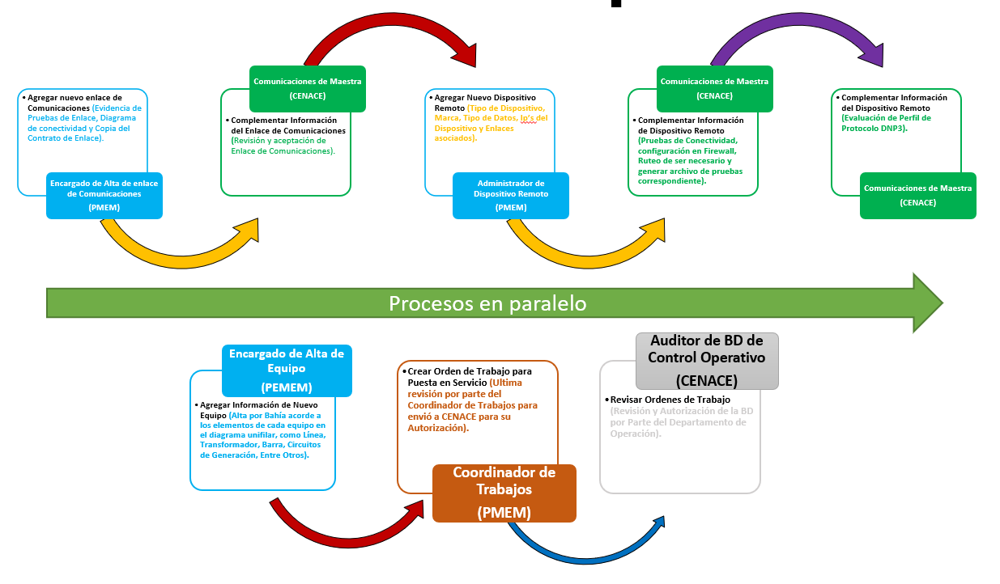 • Agregar nuevo enlace de
Comunicaciones (Evidencia de
Pruebas de Enlace, Diagrama
de conectividad y Copia del
Contrato de Enlace).
Encargado de Alta de enlace
de Comunicaciones
(PMEM)
Comunicaciones de Maestra
(CENACE)
• Complementar Información
del Enlace de Comunicaciones
(Revisión y aceptación de
Enlace de Comunicaciones).
• Agregar Nuevo Dispositivo
Remoto (Tipo de Dispositivo,
Marca, Tipo de Datos, Io's del
Dispositivo y Enlaces
asociados).
Administrador de
Dispositivo Remoto
(PMEM)
Comunicaciones de Maestra
(CENACE)
• Complementar Información
de Dispositivo Remoto
(Pruebas de Conectividad,
configuración en Firewall,
Ruteo de ser necesario y
generar archivo de pruebas
correspondiente).
• Complementar Información
del Dispositivo Remoto
(Evaluación de Perfil de
Protocolo DNP3).
Comunicaciones de Maestra
(CENACE)
Procesos en paralelo
Encargado de Alta de
Equipo
(PEMEM)
• Agregar Información de Nuevo
Equipo (Alta por Bahía acorde a
los elementos de cada equipo en
el diagrama unifilar, como Línea,
Transformador, Barra, Circuitos
de Generación, Entre Otros).
• Crear Orden de Trabajo para
Puesta en Servicio (Ultima
revisión por parte del
Coordinador de Trabajos para
envió a CENACE para su
Autorización).
Coordinador de
Trabajos
(PMEM)
Auditor de BD de
Control Operativo
(CENACE)
• Revisar Ordenes de Trabajo
(Revisión y Autorización de la BD
por Parte del Departamento de
Operación).